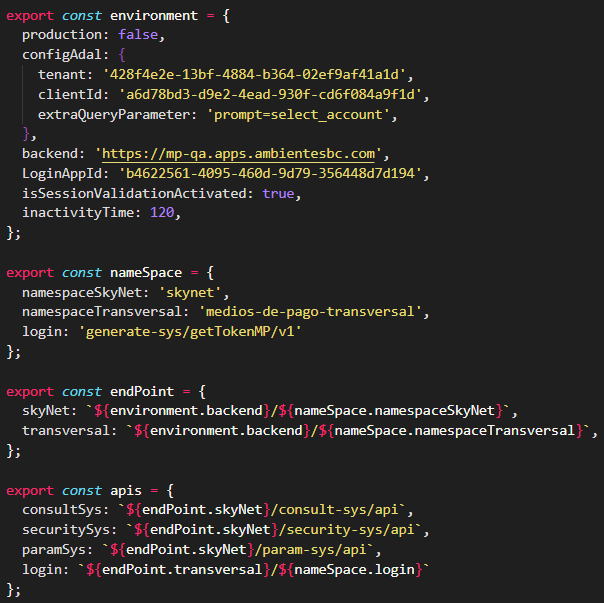 export const environment = {
  production: false,
  configAdal: {
    tenant: '428f4e2e-13bf-4884-b364-02ef9af41a1d',
    clientId: 'a6d78bd3-d9e2-4ead-930f-cd6f084a9f1d',
    extraQueryParameter: 'prompt=select_account',
  },
  backend: 'https://mp-qa.apps.ambientesbc.com',
  LoginAppId: 'b4622561-4095-460d-9d79-356448d7d194',
  isSessionValidationActivated: true,
  inactivityTime: 120,
};

export const nameSpace = {
  namespaceSkyNet: 'skynet',
  namespaceTransversal: 'medios-de-pago-transversal',
  login: 'generate-sys/getTokenMP/v1'
};

export const endPoint = {
  skyNet: `${environment.backend}/${nameSpace.namespaceSkyNet}`,
  transversal: `${environment.backend}/${nameSpace.namespaceTransversal}`,
};

export const apis = {
  consultSys: `${endPoint.skyNet}/consult-sys/api`,
  securitySys: `${endPoint.skyNet}/security-sys/api`,
  paramSys: `${endPoint.skyNet}/param-sys/api`,
  login: `${endPoint.transversal}/${nameSpace.login}`
};